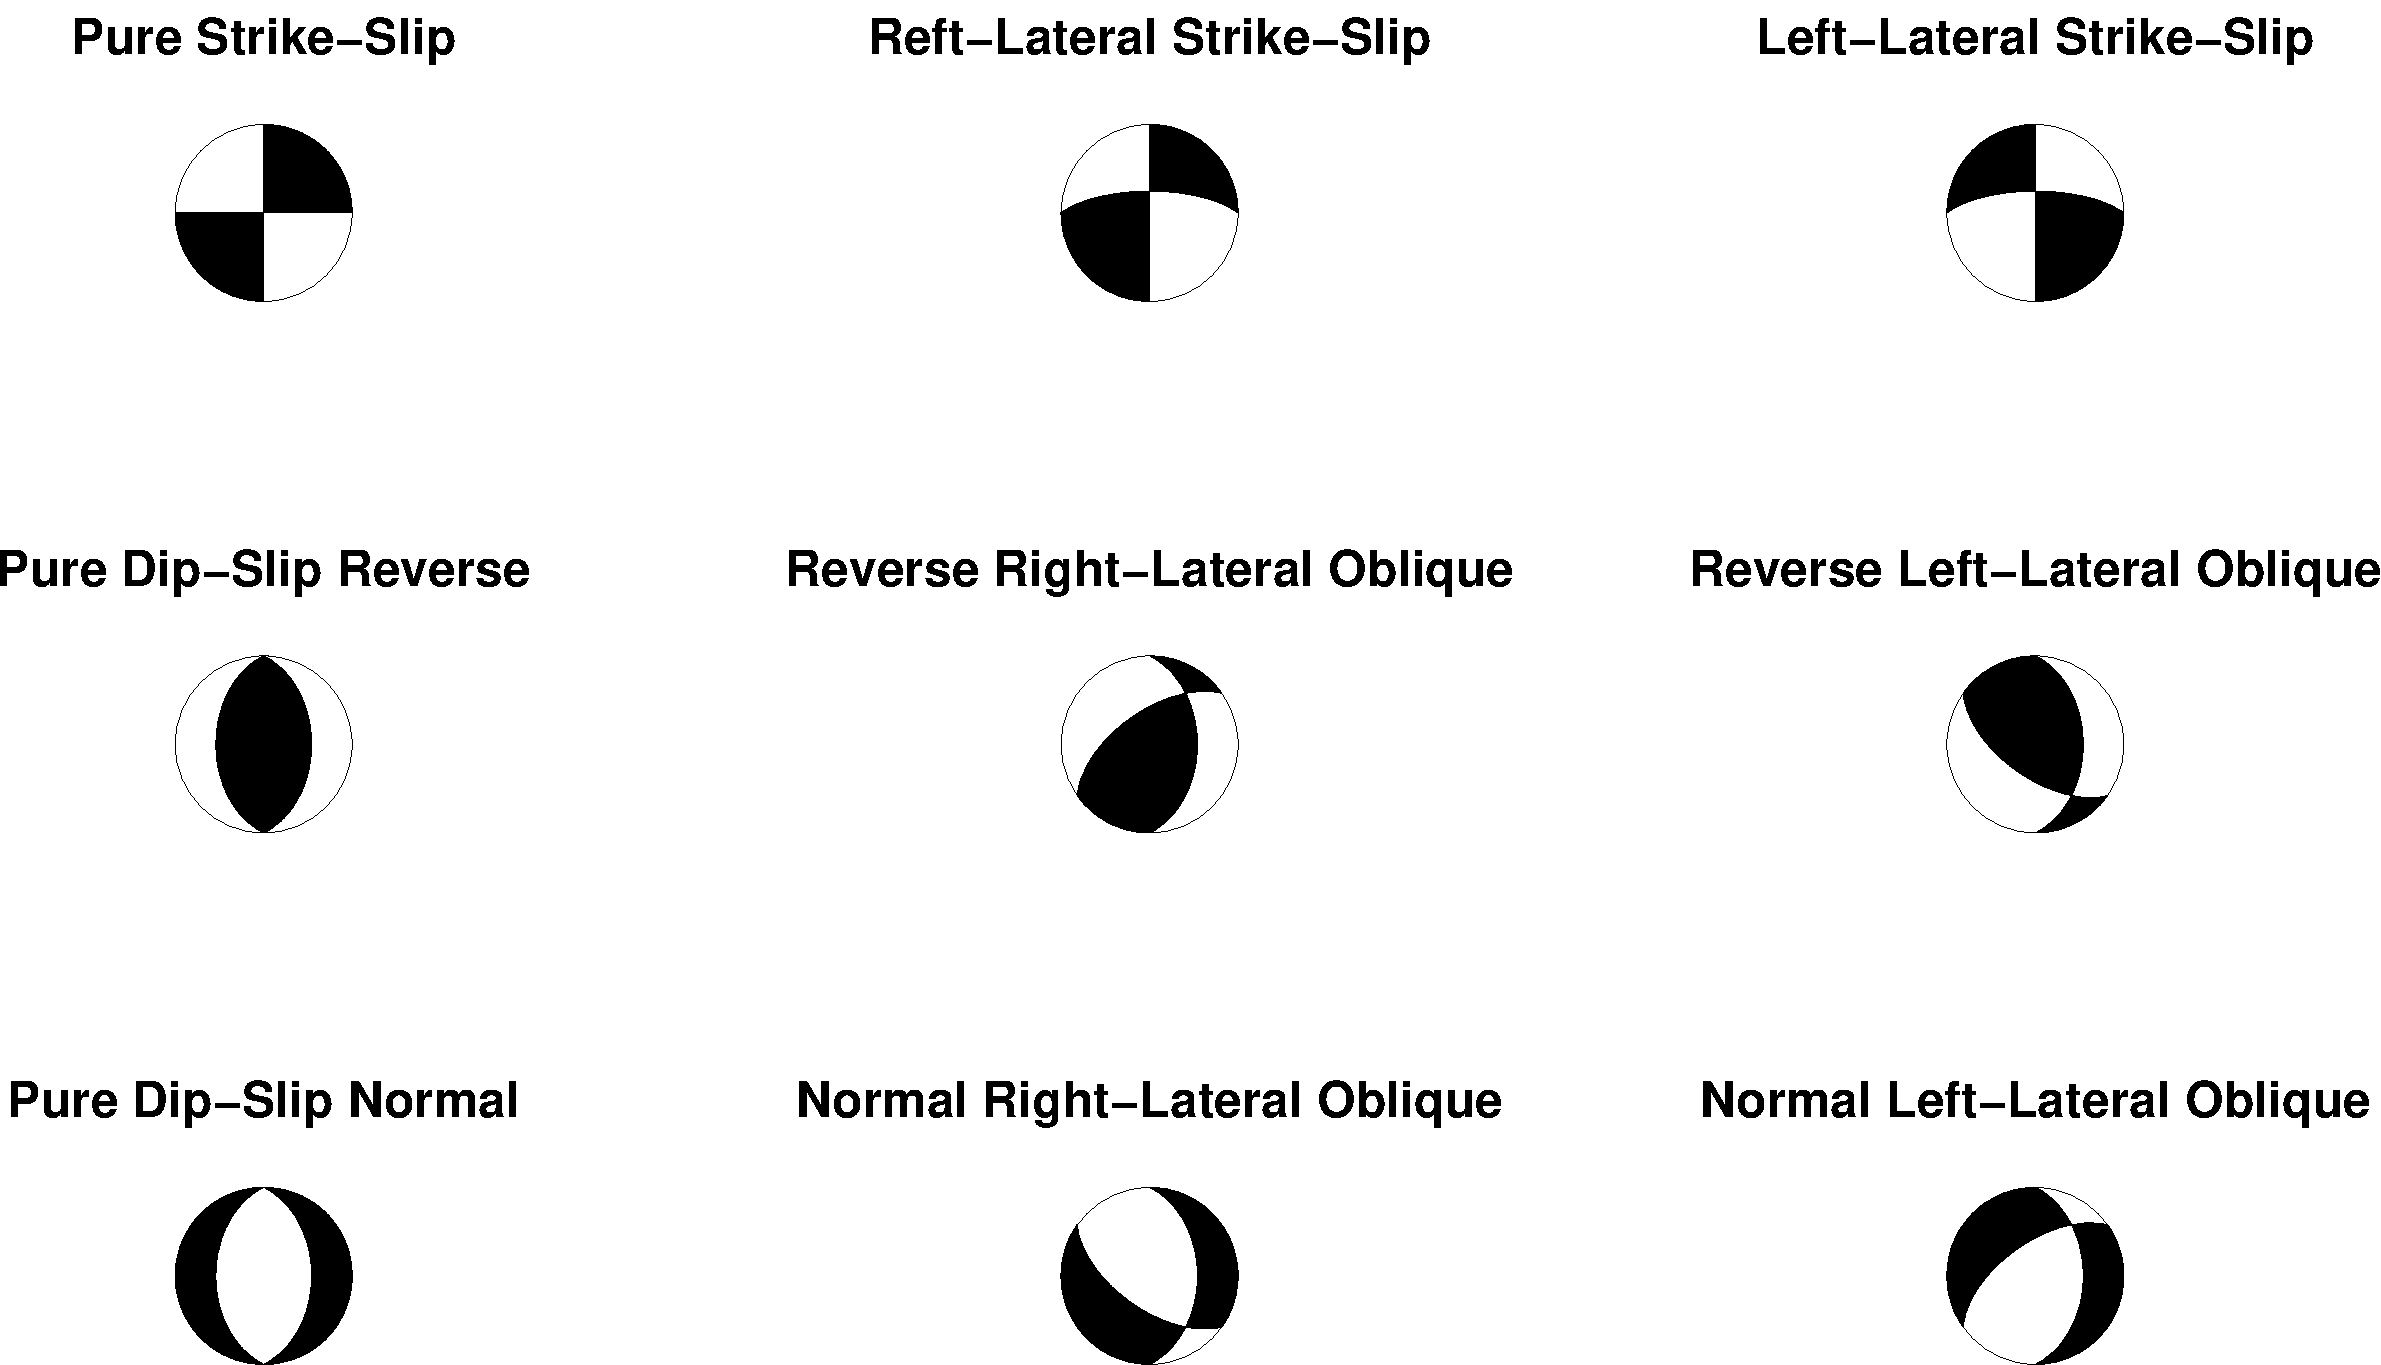 Pure Strike–Slip
Reft–Lateral Strike–Slip
Left–Lateral Strike–Slip
Pure Dip–Slip Reverse
Reverse Right–Lateral Oblique
Reverse Left–Lateral Oblique
Pure Dip–Slip Normal
Normal Right–Lateral Oblique
Normal Left–Lateral Oblique